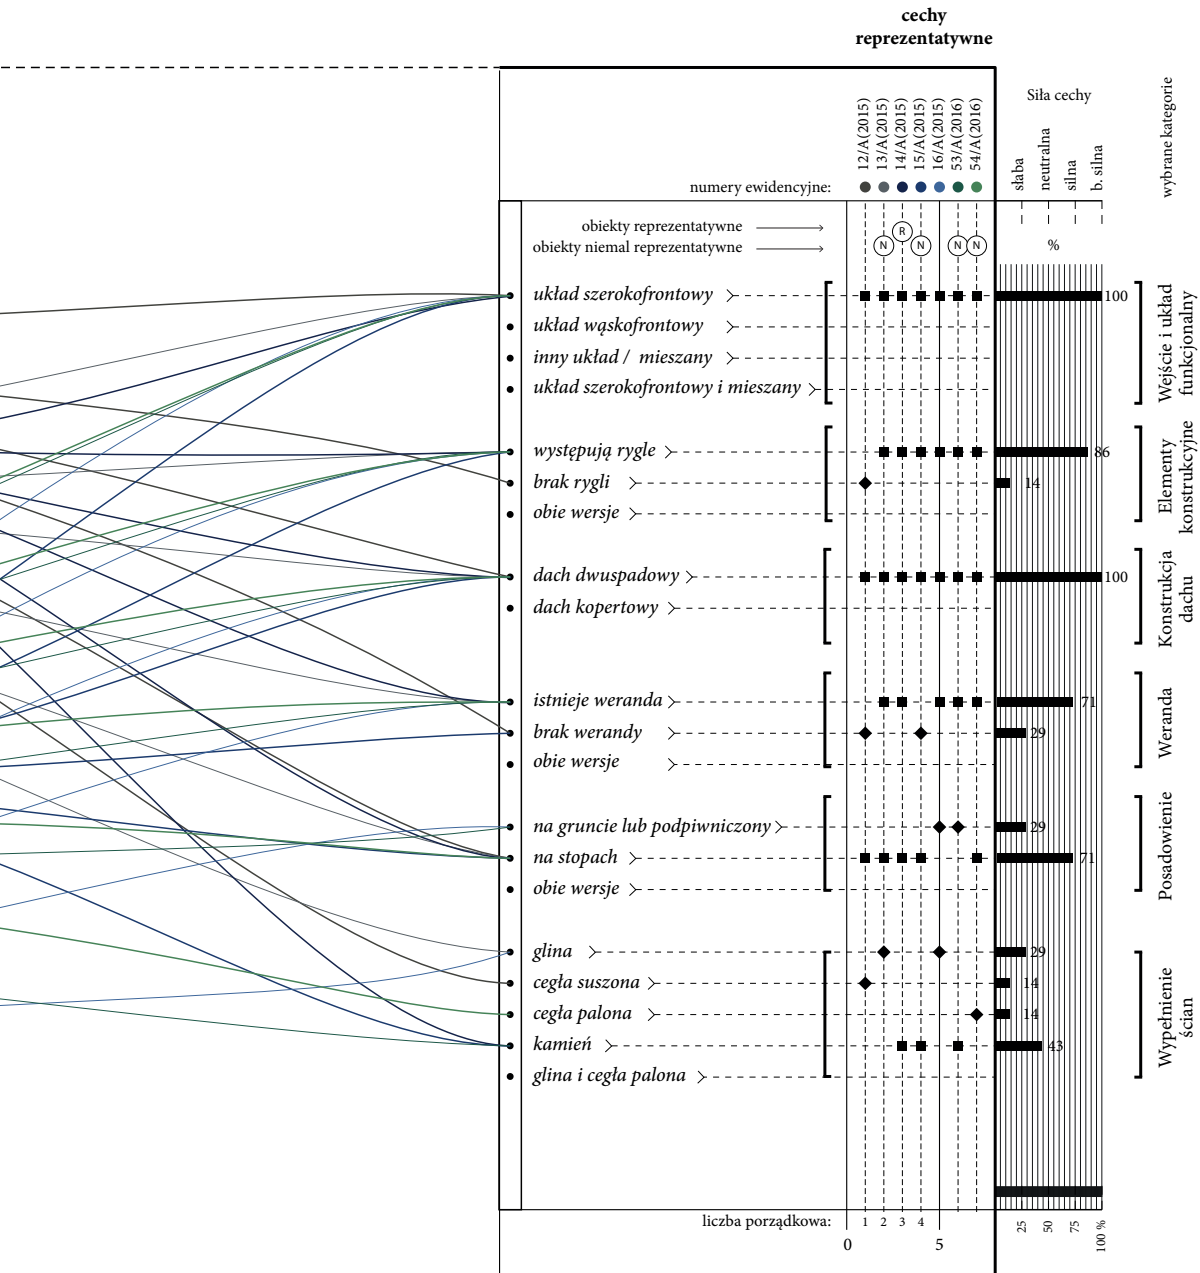 cechy
reprezentatywne
12/A(2015)
13/A(2015)
14/A(2015)
15/A(2015)
16/A(2015)
53/A(2016)
54/A(2016)
Siła cechy
słaba
neutralna
silna
b. silna
wybrane kategorie
numery ewidencyjne:
obiekty reprezentatywne
obiekty niemal reprezentatywne
R
N
N
N
N
%
układ szerokofrontowy
100
układ wąskofrontowy
inny układ / mieszany
układ szerokofrontowy i mieszany
Wejście i układ
funkcjonalny
występują rygle
86
brak rygli
14
obie wersje
Elementy
konstrukcyjne
dach dwuspadowy
100
dach kopertowy
Konstrukcja
dachu
istnieje weranda
71
brak werandy
29
obie wersje
Weranda
na gruncie lub podpiwniczony
29
na stopach
71
obie wersje
Posadowienie
glina
29
cegła suszona
14
cegła palona
14
kamień
43
glina i cegła palona
Wypełnienie
ścian
liczba porządkowa:
1
2
3
4
0
5
25
50
75
100 %